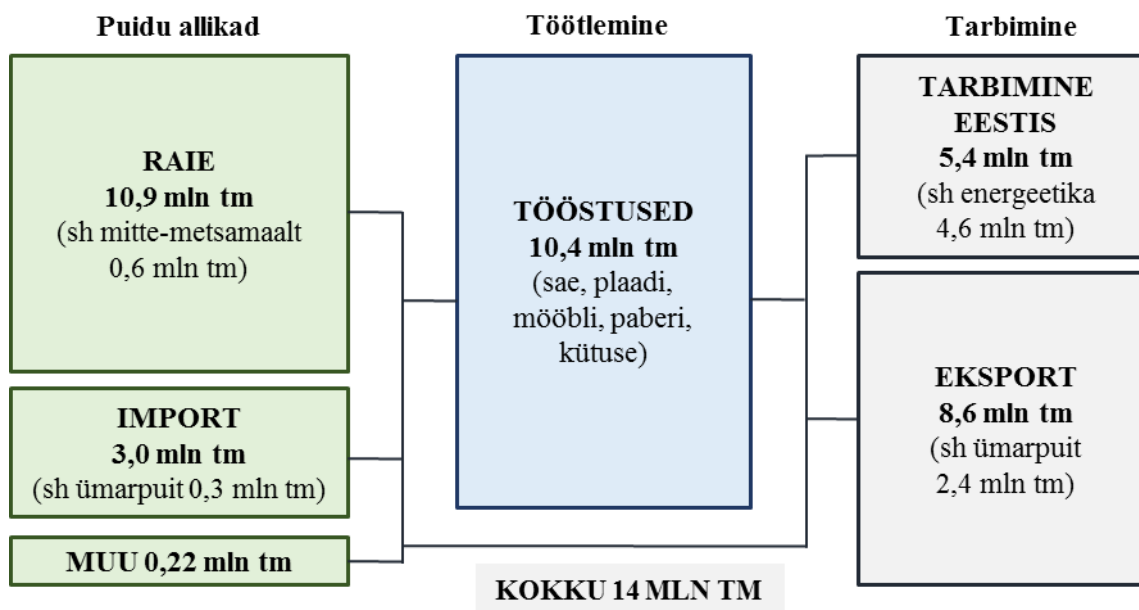 Puidu allikad
RAIE
10,9 mln tm
(sh mitte-metsamaalt
0,6 mln tm)
IMPORT
3,0 mln tm
(sh ümarpuit 0,3 mln tm)
MUU 0,22 mln tm
Töötlemine
TÖÖSTUSED
10,4 mln tm
(sae, plaadi,
mööbli, paberi,
kütuse)
Tarbimine
TARBIMINE
EESTIS
5,4 mln tm
(sh energeetika
4,6 mln tm)
EKSPORT
8,6 mln tm
(sh ümarpuit
2,4 mln tm)
KOKKU 14 MLN TM